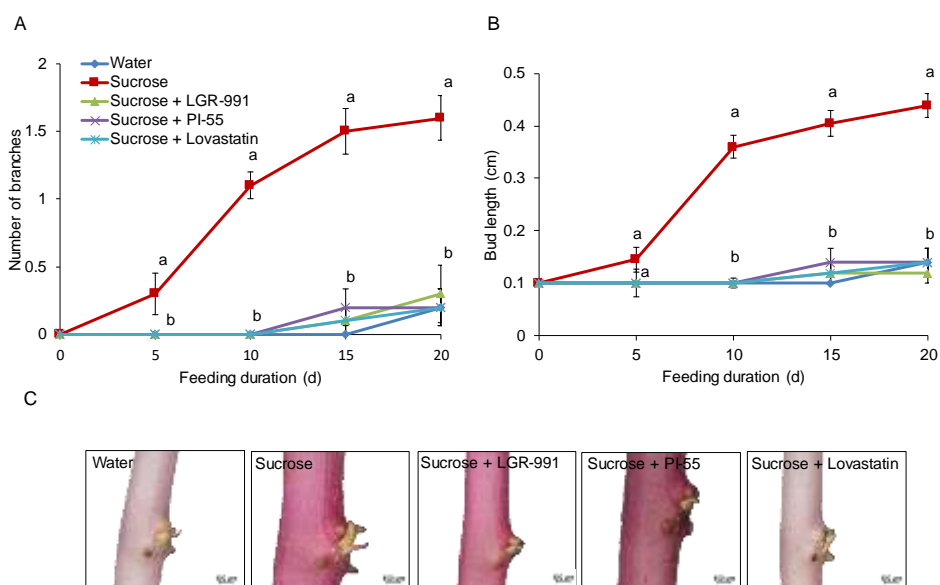 A
B
Number of branches
2
1.5
1
0.5
0
Water
Sucrose
Sucrose + LGR-991
Sucrose + PI-55
Sucrose + Lovastatin
a
a
a
a
b
b
b
b
0
5
10
15
20
Feeding duration (d)
Bud length (cm)
0.5
0.4
0.3
0.2
0.1
0
a
a
a
a
a
b
b
b
0
5
10
15
20
Feeding duration (d)
C
Water
Sucrose
Sucrose + LGR-991
Sucrose + PI-55
Sucrose + Lovastatin